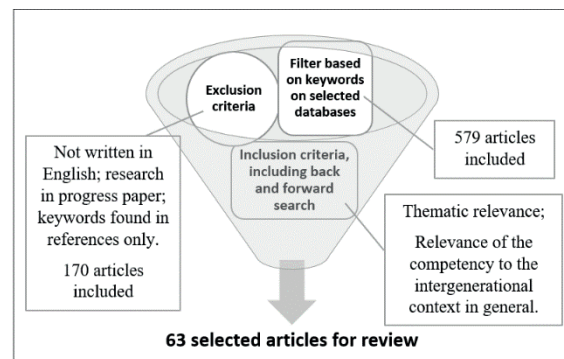 Exclusion
criteria
Filter based
on keywords
on selected
databases
579 articles
included
Not written in
English; research
in progress paper;
keywords found in
references only.
170 articles
included
Inclusion criteria,
including back
and forward
search
Thematic relevance;
Relevance of the
competency to the
intergenerational
context in general.
63 selected articles for review